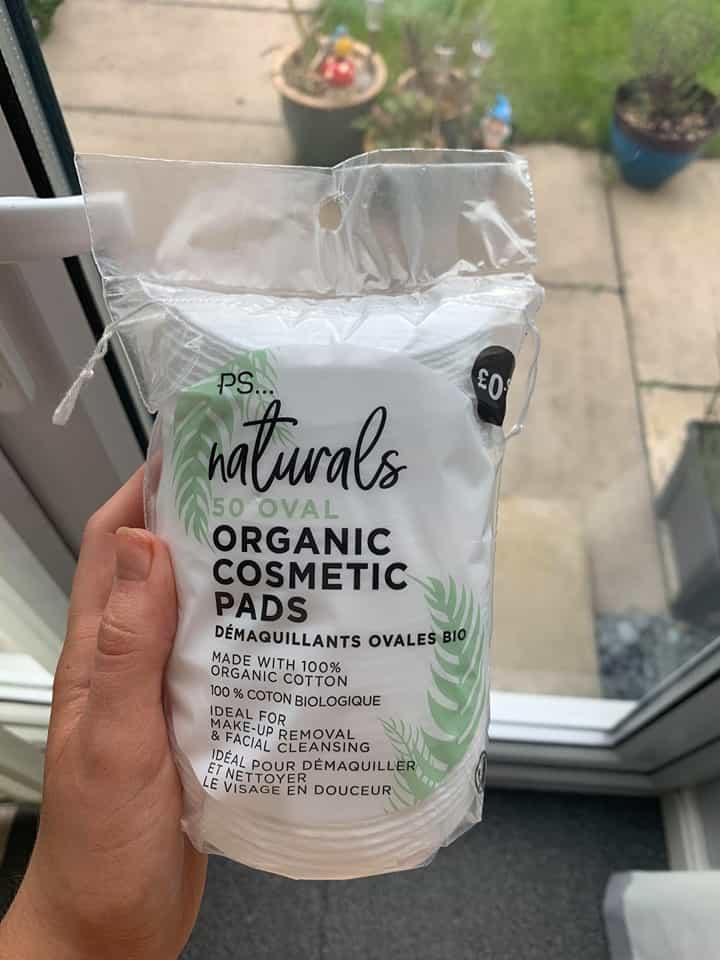 PS...
£0.
naturals
50 OVAL
ORGANIC
COSMETIC
PADS
DÉMAQUILLANTS OVALES BIO
MADE WITH 100%
ORGANIC COTTON
100 % COTON BIOLOGIQUE
IDEAL FOR
MAKE-UP REMOVAL
& FACIAL CLEANSING
IDÉAL POUR DÉMAQUILLER
ET NETTOYER
LE VISAGE EN DOUCEUR